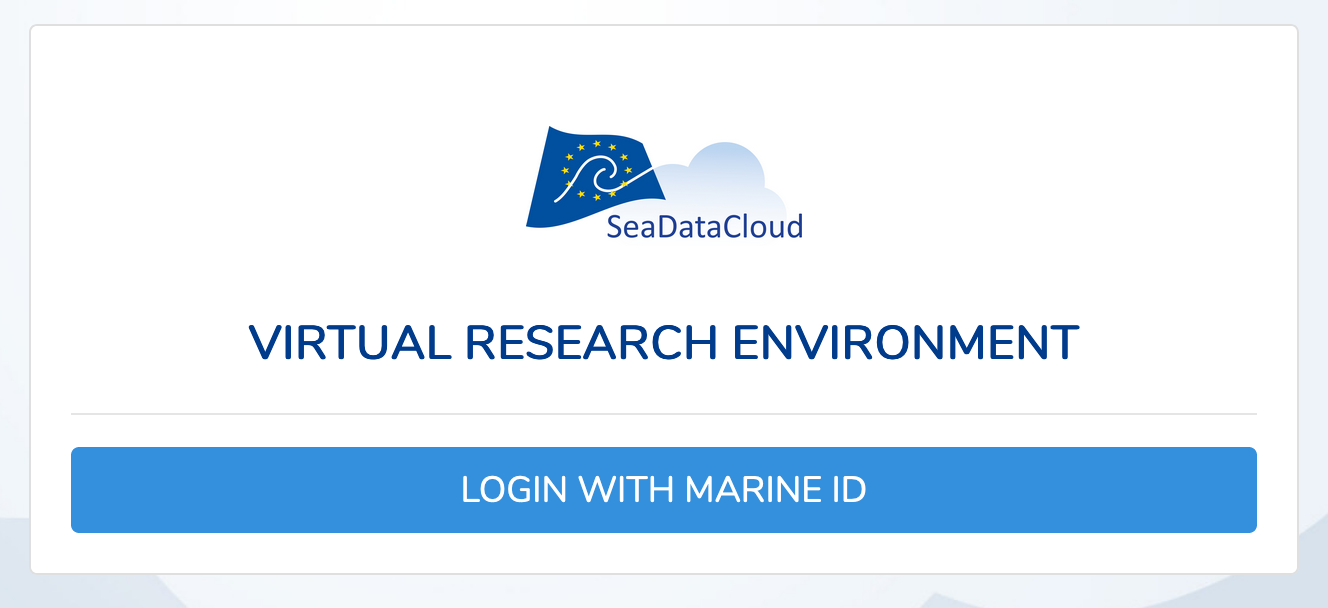 SeaDataCloud
VIRTUAL RESEARCH ENVIRONMENT
LOGIN WITH MARINE ID